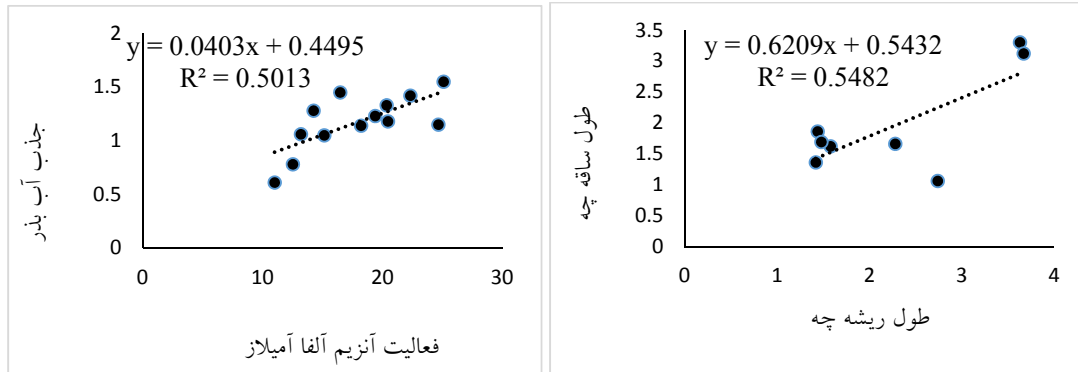 y = 0.0403x + 0.4495
R² = 0.5013
2
1.5
1
0.5
0
0
10
20
30
جذب آب بذر
فعالیت آنزیم آلفا آمیلاز
y = 0.6209x + 0.5432
R² = 0.5482
3.5
3
2.5
2
1.5
1
0.5
0
0
1
2
3
4
طول ساقه چه
طول ریشه چه